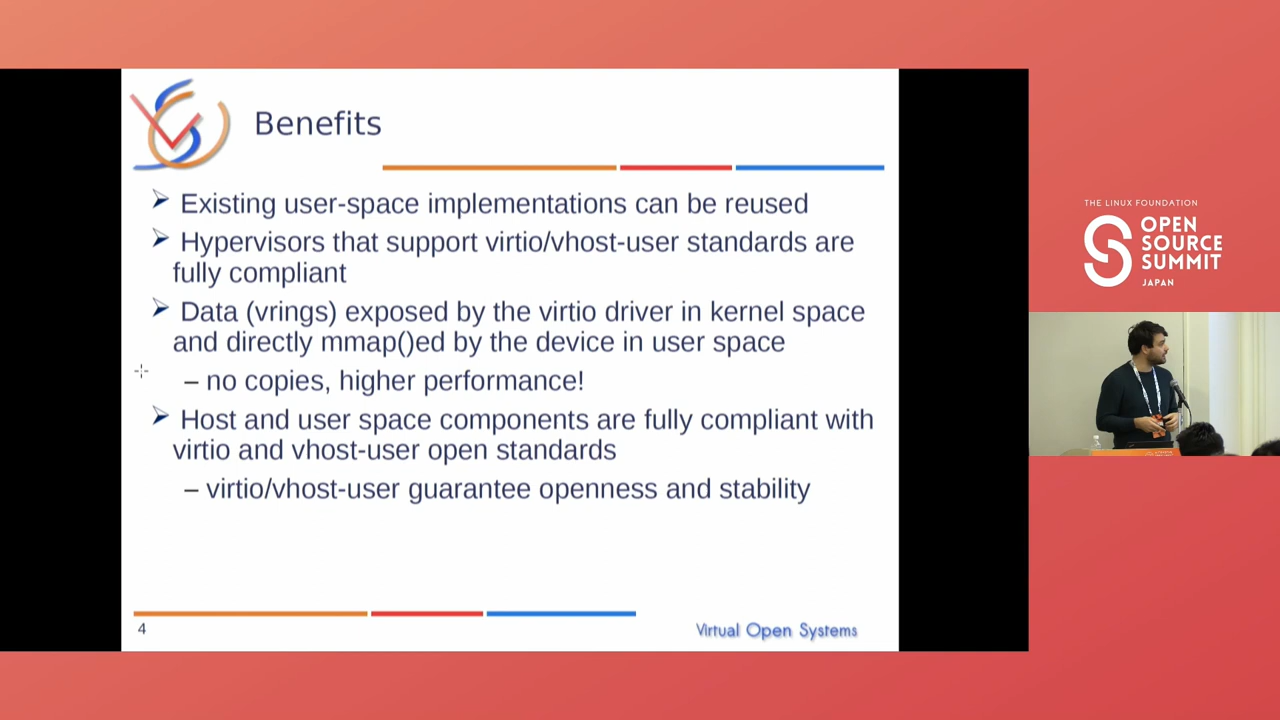 Benefits
Existing user-space implementations can be reused
Hypervisors that support virtio/vhost-user standards are
fully compliant
Data (vrings) exposed by the virtio driver in kernel space
and directly mmap()ed by the device in user space
– no copies, higher performance!
Host and user space components are fully compliant with
virtio and vhost-user open standards
– virtio/vhost-user guarantee openness and stability
4
Virtual Open Systems
THE LINUX FOUNDATION
OPEN
SOURCE
SUMMIT
JAPAN